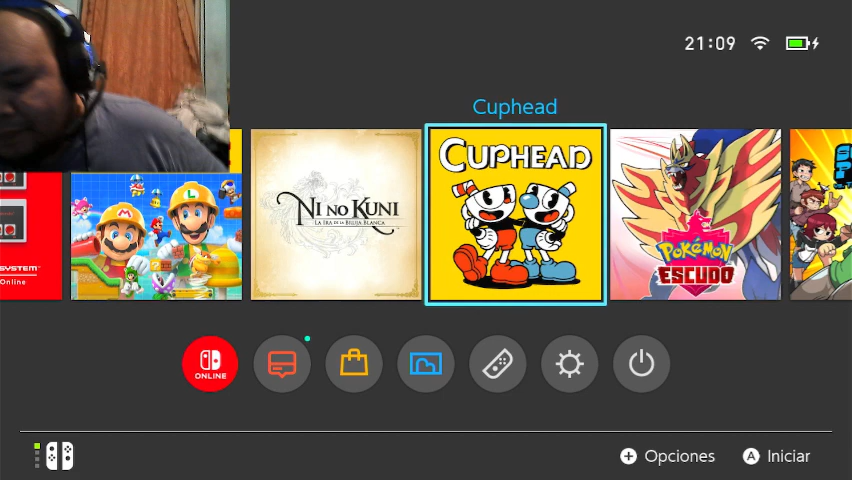 21:09
Cuphead
CUPHEAD
NI NO KUNI
LA IRA DE LA BRUJA BLANCA
POKÉMON
ESCUDO
SYSTEM™
Online
M
L
ONLINE
+ Opciones
A Iniciar